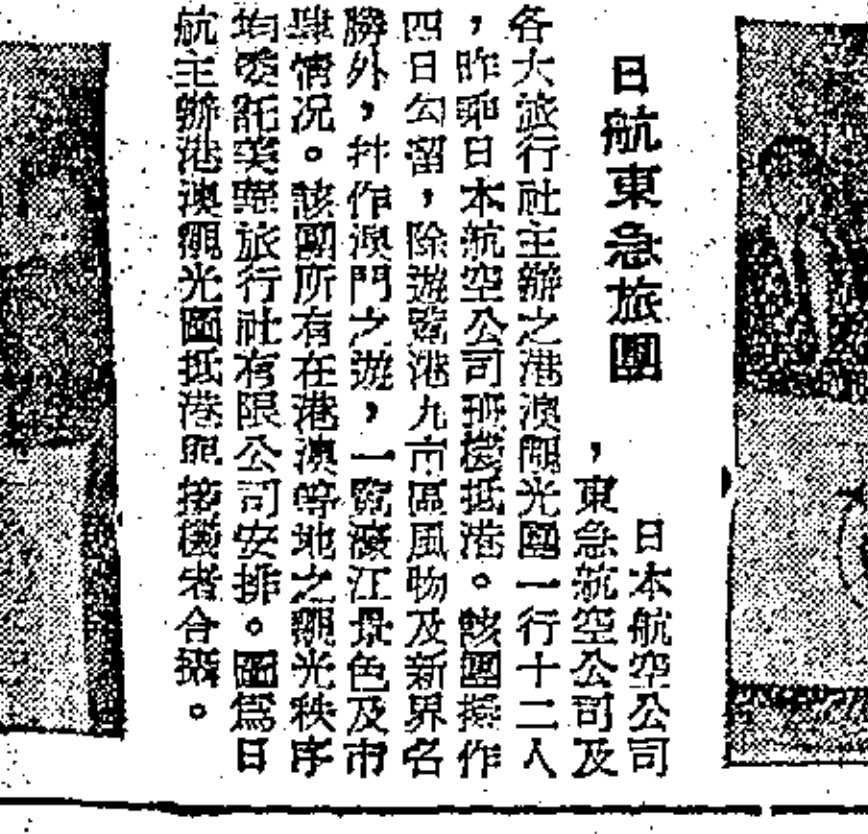 日航東急旅團
日本航空公司
，東急航空公司及
各大旅行社主辦之港澳觀光團一行十二人
，昨乘日本航空公司班機抵港。該團擬作
四日勾留，除遊覽港九市區風物及新界名
勝外，并作澳門之遊，一覽濠江景色及市
肆情况。該團所有在港澳等地之觀光秩序
均委託美麗旅行社有限公司安排。圖爲日
航主辦港澳觀光團抵港與接機者合攝。